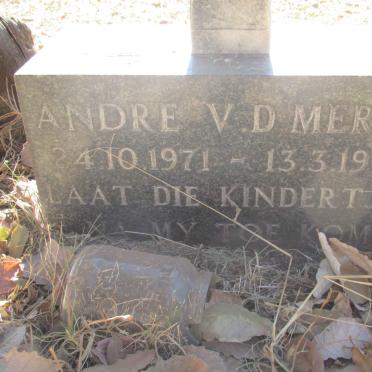 ANDRE V.D MER
24.10.1971 - 13.3.19
LAAT DIE KINDERT
NA MY TOE KOM